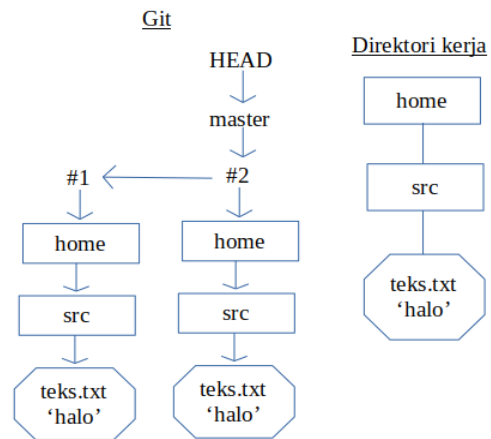 Git
HEAD
master
#1
#2
home
src
teks.txt
‘halo’
home
src
teks.txt
‘halo’
Direktori kerja
home
src
teks.txt
‘halo’